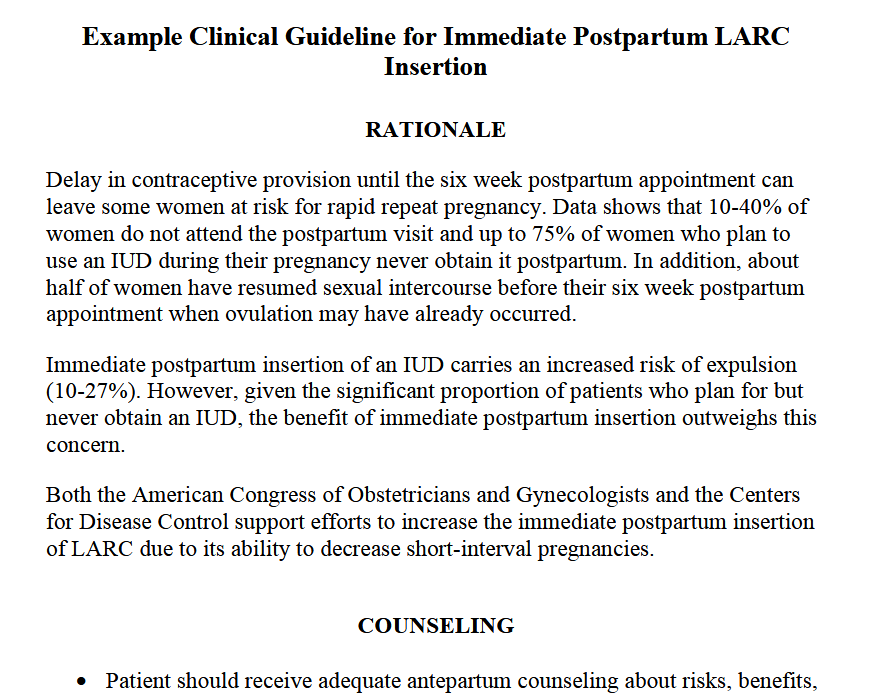 Example Clinical Guideline for Immediate Postpartum LARC
Insertion
RATIONALE
Delay in contraceptive provision until the six week postpartum appointment can
leave some women at risk for rapid repeat pregnancy. Data shows that 10-40% of
women do not attend the postpartum visit and up to 75% of women who plan to
use an IUD during their pregnancy never obtain it postpartum. In addition, about
half of women have resumed sexual intercourse before their six week postpartum
appointment when ovulation may have already occurred.
Immediate postpartum insertion of an IUD carries an increased risk of expulsion
(10-27%). However, given the significant proportion of patients who plan for but
never obtain an IUD, the benefit of immediate postpartum insertion outweighs this
concern.
Both the American Congress of Obstetricians and Gynecologists and the Centers
for Disease Control support efforts to increase the immediate postpartum insertion
of LARC due to its ability to decrease short-interval pregnancies.
COUNSELING
• Patient should receive adequate antepartum counseling about risks, benefits,